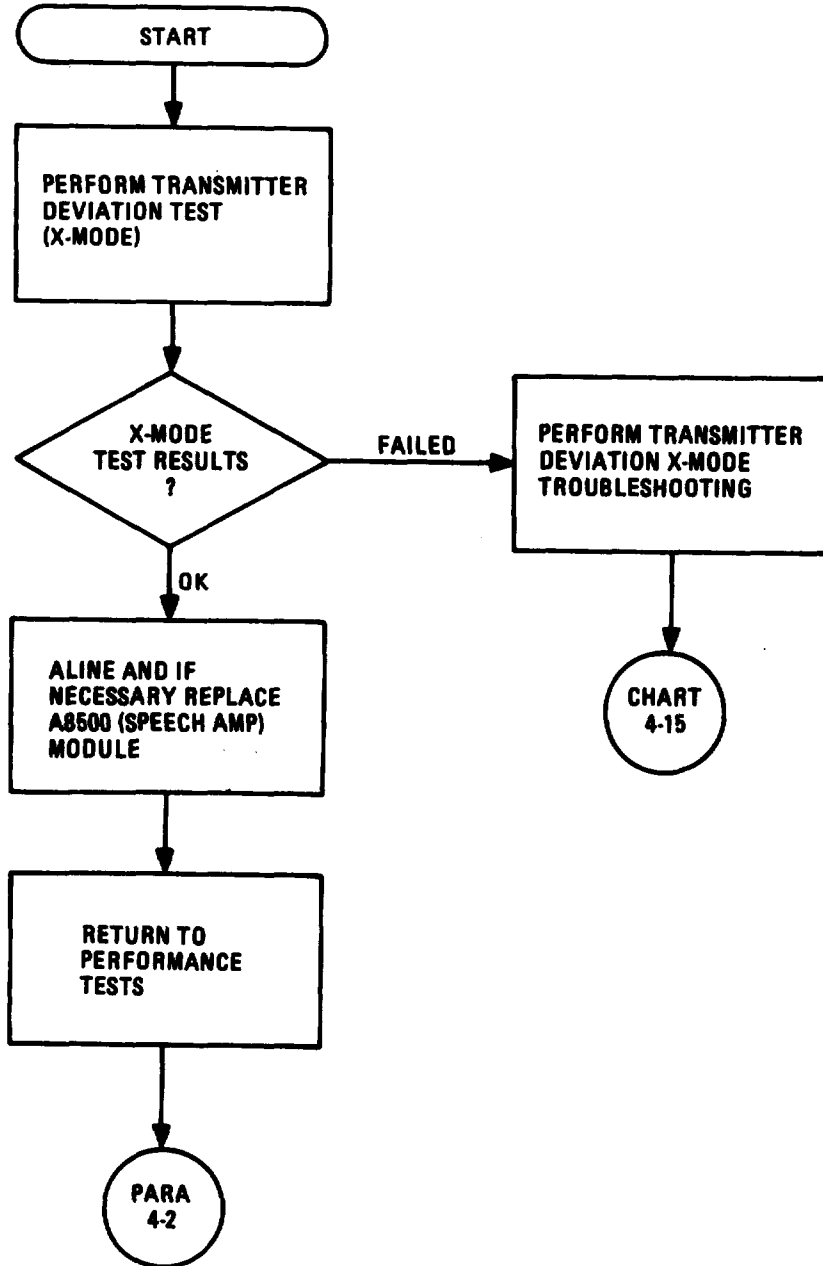 START
PERFORM TRANSMITTER
DEVIATION TEST
(X-MODE)
X-MODE
TEST RESULTS
?
FAILED
PERFORM TRANSMITTER
DEVIATION X-MODE
TROUBLESHOOTING
OK
CHART
4-15
ALINE AND IF
NECESSARY REPLACE
A8500 (SPEECH AMP)
MODULE
RETURN TO
PERFORMANCE
TESTS
PARA
4-2